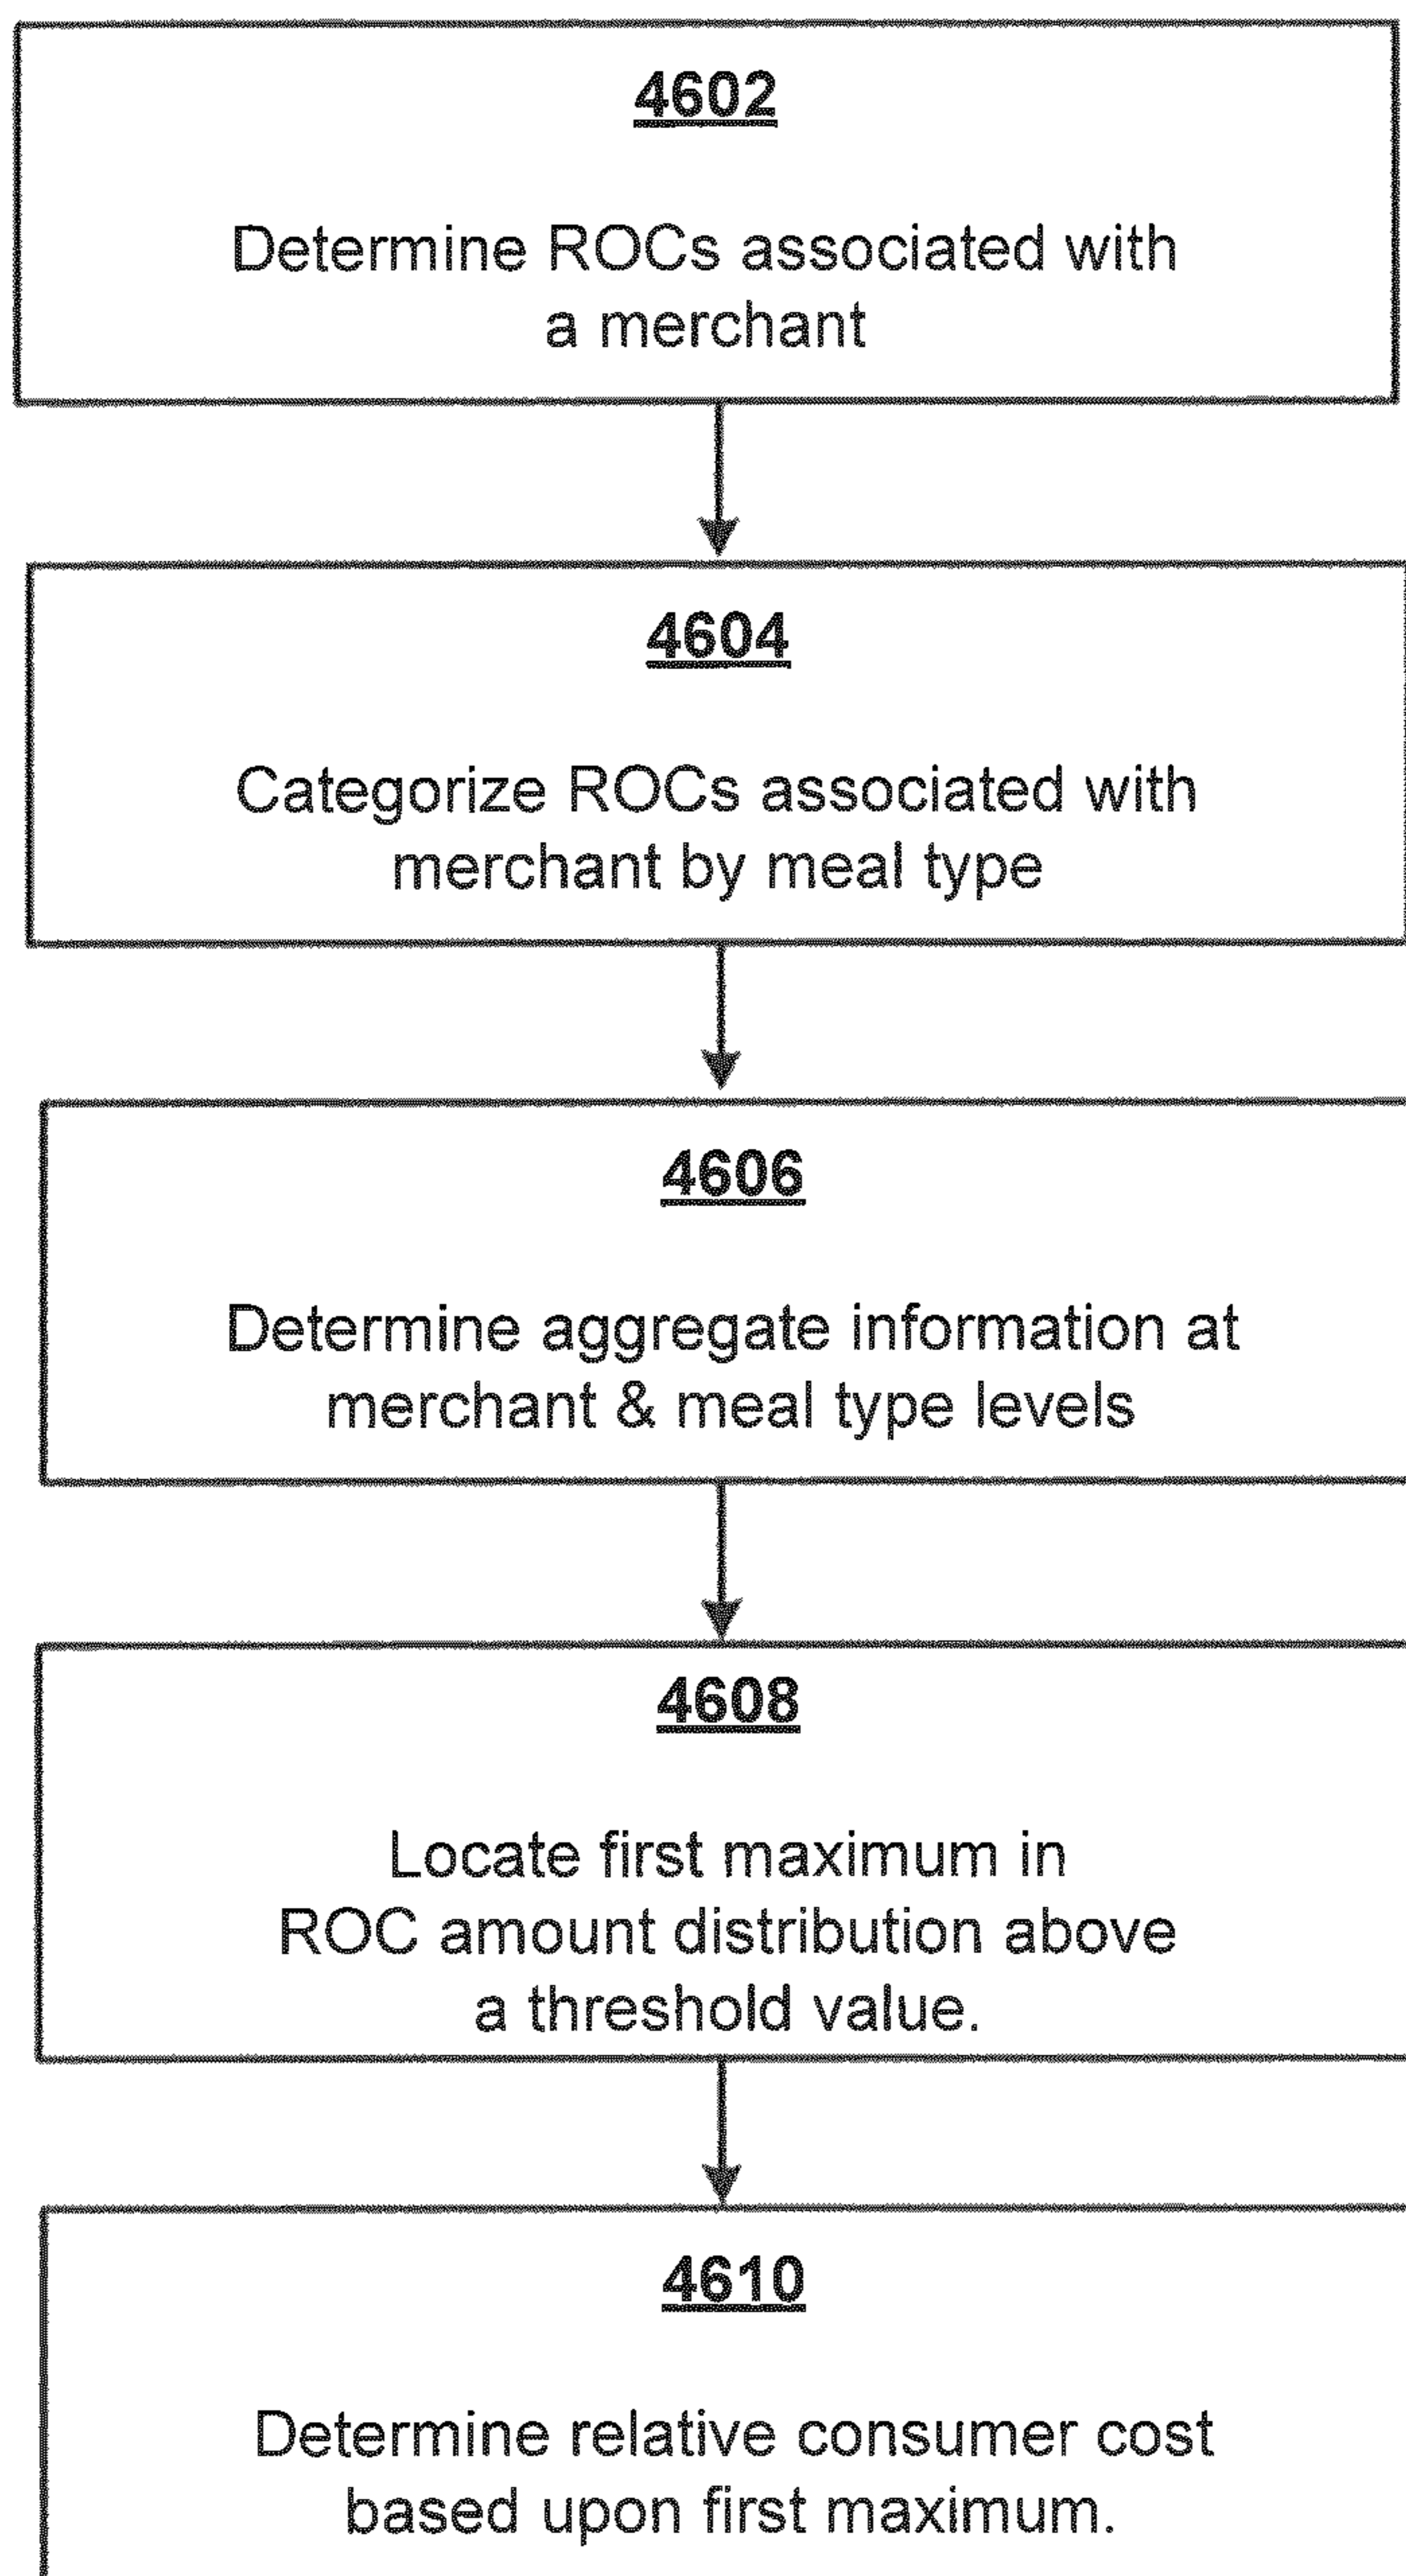 4602
Determine ROCs associated with
a merchant
4604
Categorize ROCs associated with
merchant by meal type
4606
Determine aggregate information at
merchant & meal type levels
4608
Locate first maximum in
ROC amount distribution above
a threshold value.
4610
Determine relative consumer cost
based upon first maximum.